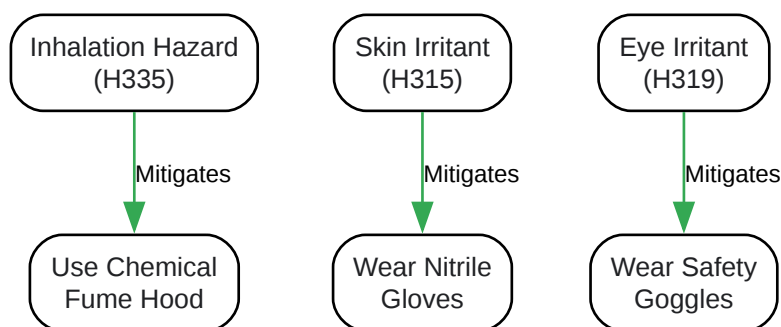 Inhalation Hazard
(H335)
Skin Irritant
(H315)
Eye Irritant
(H319)
Mitigates
Mitigates
Mitigates
Use Chemical
Fume Hood
Wear Nitrile
Gloves
Wear Safety
Goggles